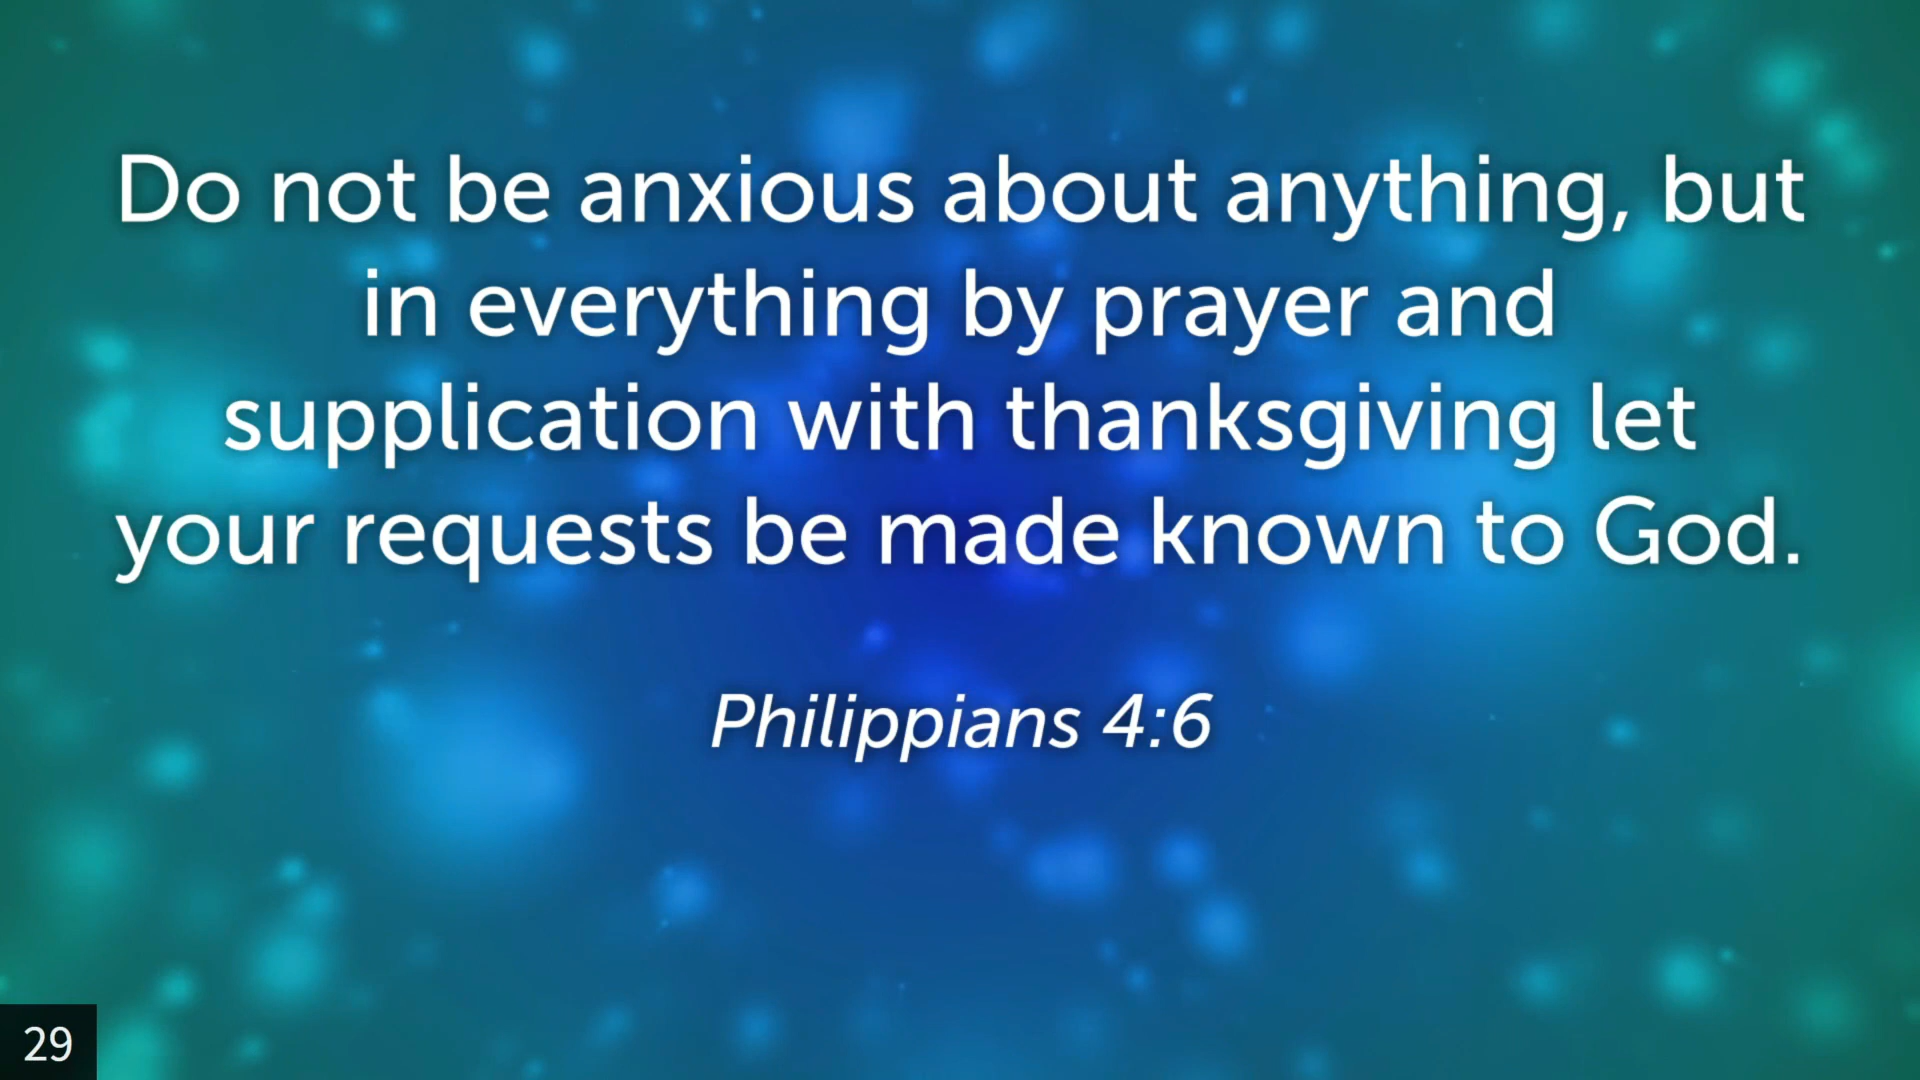 Do not be anxious about anything, but
in everything by prayer and
supplication with thanksgiving let
your requests be made known to God.
Philippians 4:6
29